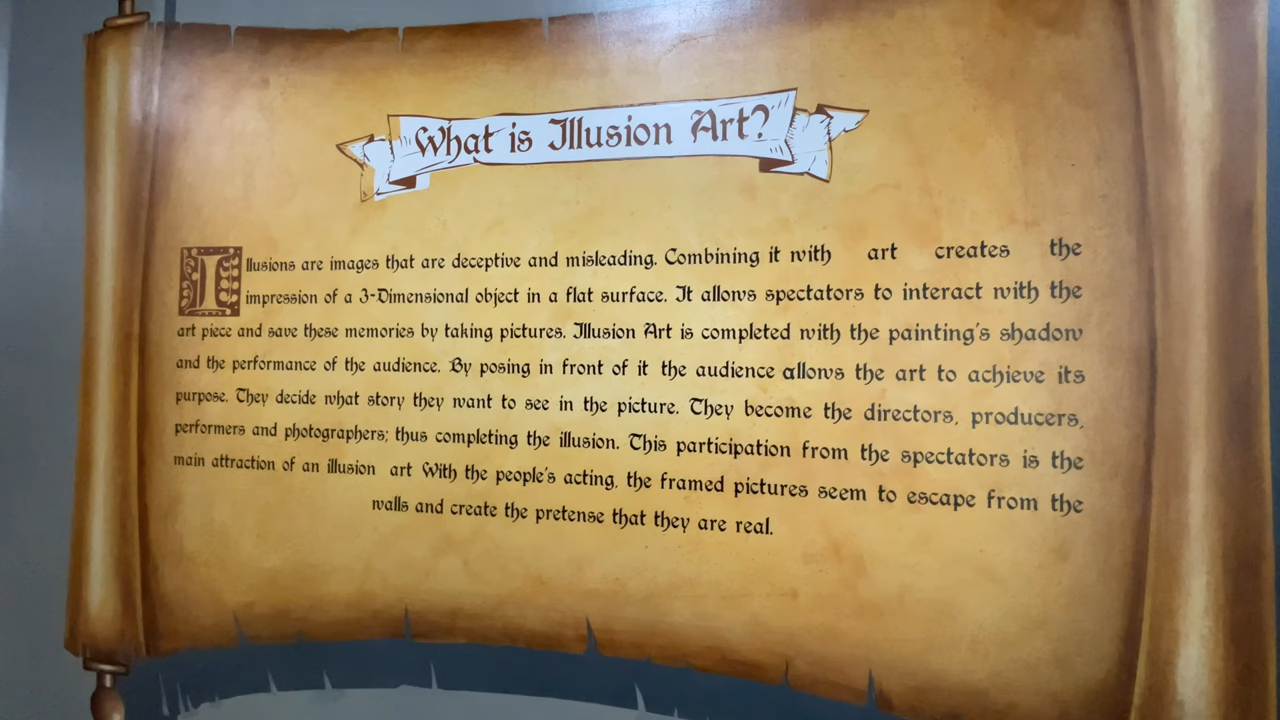 What is Illusion Art?
Illusions are images that are deceptive and misleading. Combining it with art creates the
impression of a 3-Dimensional object in a flat surface. It allows spectators to interact with the
art piece and save these memories by taking pictures. Illusion Art is completed with the painting's shadow
and the performance of the audience. By posing in front of it the audience allows the art to achieve its
purpose. They decide what story they want to see in the picture. They become the directors, producers,
performers and photographers; thus completing the illusion. This participation from the spectators is the
main attraction of an illusion art With the people's acting, the framed pictures seem to escape from the
walls and create the pretense that they are real.